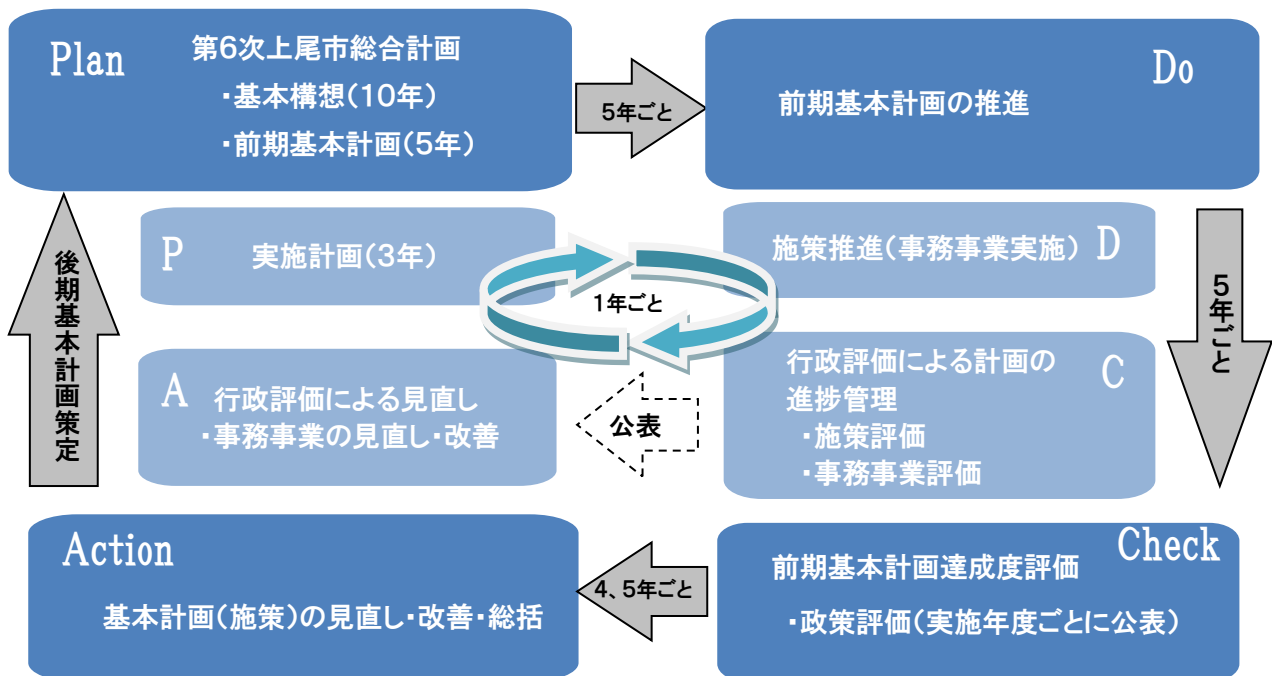 Plan
第6次上尾市総合計画
・基本構想(10年)
・前期基本計画(5年)
5年ごと
Do
前期基本計画の推進
P
実施計画(3年)
1年ごと
施策推進(事務事業実施)
D
5年ごと
後期基本計画策定
A
行政評価による見直し
・事務事業の見直し・改善
公表
行政評価による計画の
進捗管理
・施策評価
・事務事業評価
C
Action
基本計画(施策)の見直し・改善・総括
4、5年ごと
Check
前期基本計画達成度評価
・政策評価(実施年度ごとに公表)